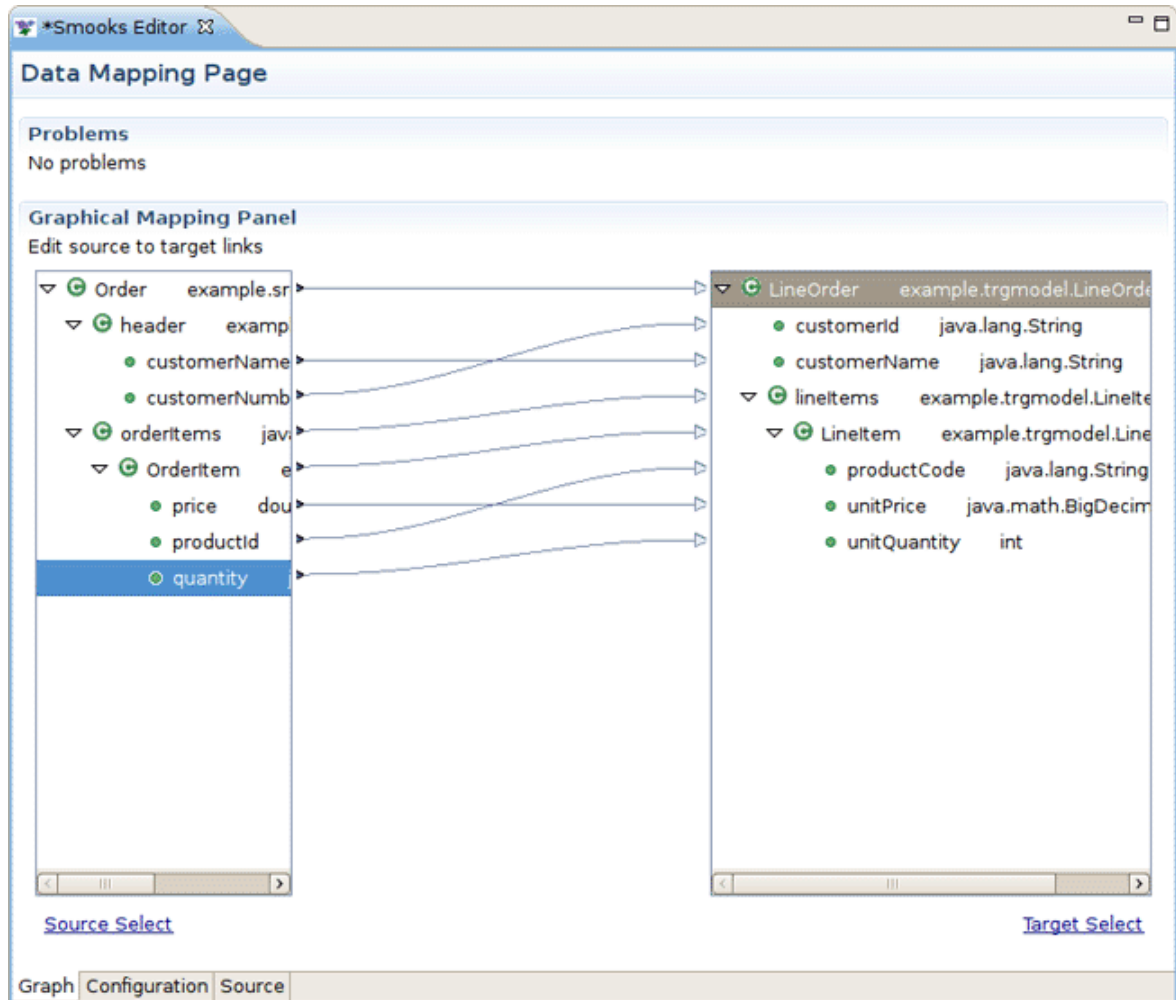 *Smooks Editor
Data Mapping Page
Problems
No problems
Graphical Mapping Panel
Edit source to target links
Order example.sr
header examp
customerName
customerNumb
orderItems java
OrderItem e
price dou
productId
quantity j
LineOrder example.trgmodel.LineOrde
customerId java.lang.String
customerName java.lang.String
lineItems example.trgmodel.LineIte
LineItem example.trgmodel.Line
productCode java.lang.String
unitPrice java.math.BigDecim
unitQuantity int
Source Select
Target Select
Graph Configuration Source